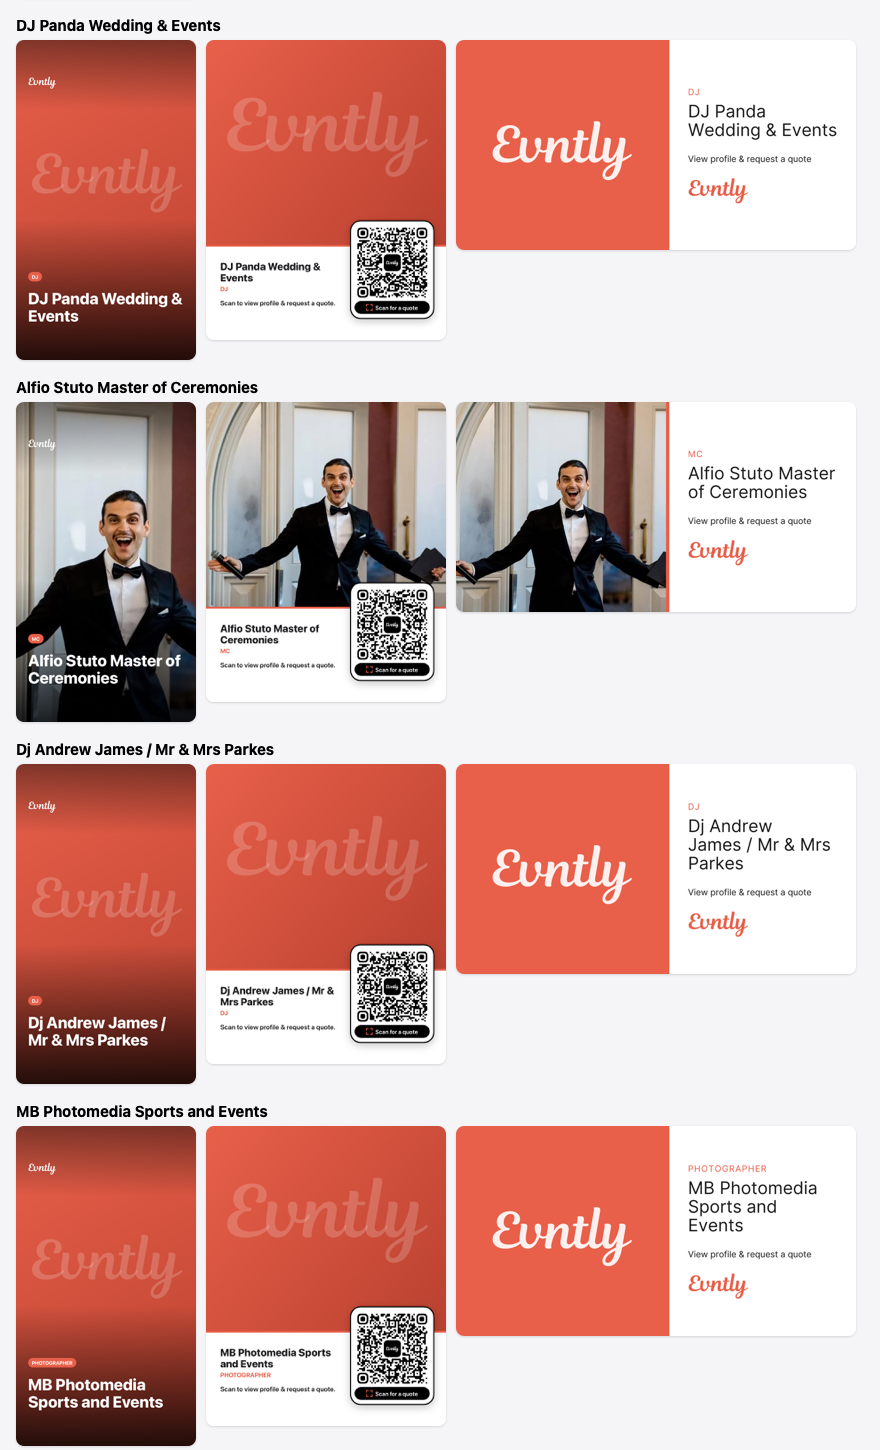 DJ Panda Wedding & Events
Evntly
Evntly
DJ
DJ Panda Wedding &
Events
Evntly
DJ Panda Wedding &
Events
DJ
Scan to view profile & request a quote.
Evntly
Scan for a quote
Evntly
DJ
DJ Panda
Wedding & Events
View profile & request a quote
Evntly
Alfio Stuto Master of Ceremonies
Evntly
MC
Alfio Stuto Master of
Ceremonies
Alfio Stuto Master of
Ceremonies
MC
Scan to view profile & request a quote.
Evntly
Scan for a quote
MC
Alfio Stuto Master
of Ceremonies
View profile & request a quote
Evntly
Dj Andrew James / Mr & Mrs Parkes
Evntly
Evntly
DJ
Dj Andrew James /
Mr & Mrs Parkes
Evntly
Dj Andrew James / Mr &
Mrs Parkes
DJ
Scan to view profile & request a quote.
Evntly
Scan for a quote
Evntly
DJ
Dj Andrew
James / Mr & Mrs
Parkes
View profile & request a quote
Evntly
MB Photomedia Sports and Events
Evntly
Evntly
PHOTOGRAPHER
MB Photomedia
Sports and Events
Evntly
MB Photomedia Sports
and Events
PHOTOGRAPHER
Scan to view profile & request a quote.
Evntly
Scan for a quote
Evntly
PHOTOGRAPHER
MB Photomedia
Sports and
Events
View profile & request a quote
Evntly